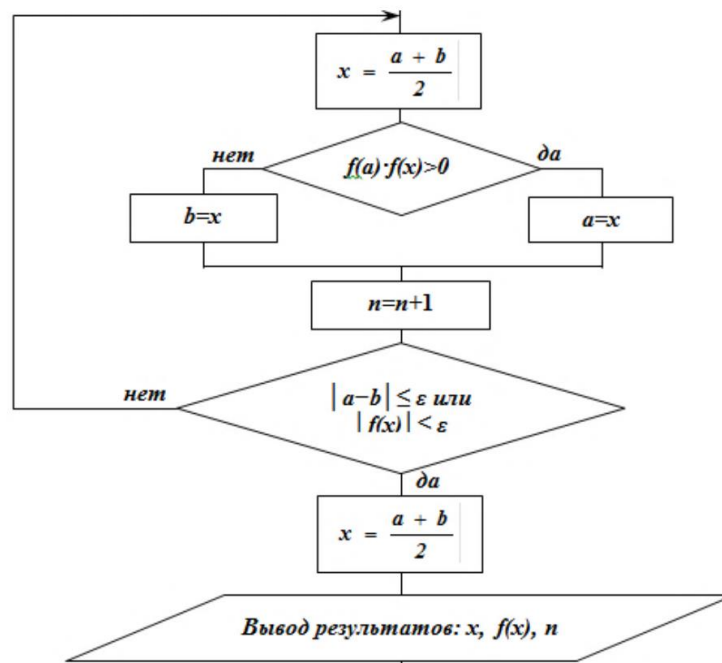 x = (a + b)/2
f(a)·f(x)>0
нет
да
b=x
a=x
n=n+1
нет
| a−b | ≤ ε или
| f(x) | < ε
да
x = (a + b)/2
Вывод результатов: x, f(x), n